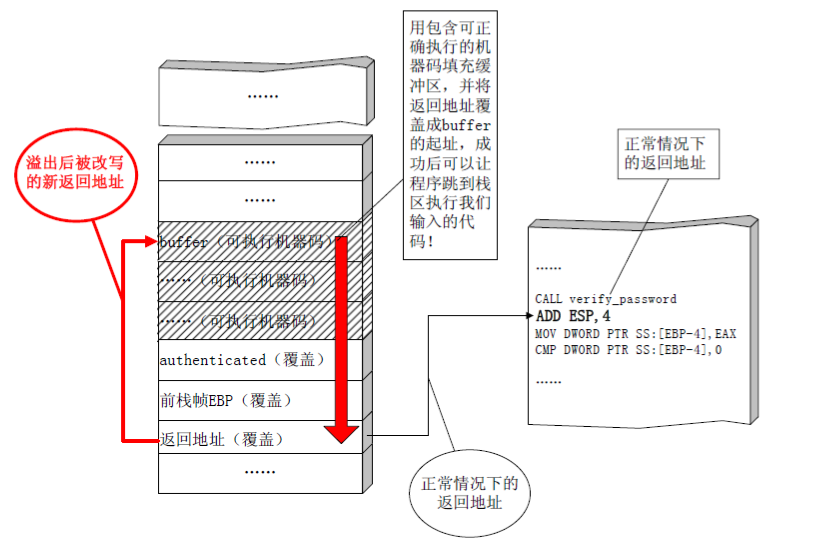 ……
……
……
buffer（可执行机器码）
……（可执行机器码）
……（可执行机器码）
authenticated（覆盖）
前栈帧EBP（覆盖）
返回地址（覆盖）
……
溢出后被改写
的新返回地址
用包含可正
确执行的机
器码填充缓
冲区，并将
返回地址覆
盖成buffer
的起址，成
功后可以让
程序跳到栈
区执行我们
输入的代
码！
正常情况下
的返回地址
……
CALL verify_password
ADD ESP,4
MOV DWORD PTR SS:[EBP-4],EAX
CMP DWORD PTR SS:[EBP-4],0
……
正常情况下的
返回地址